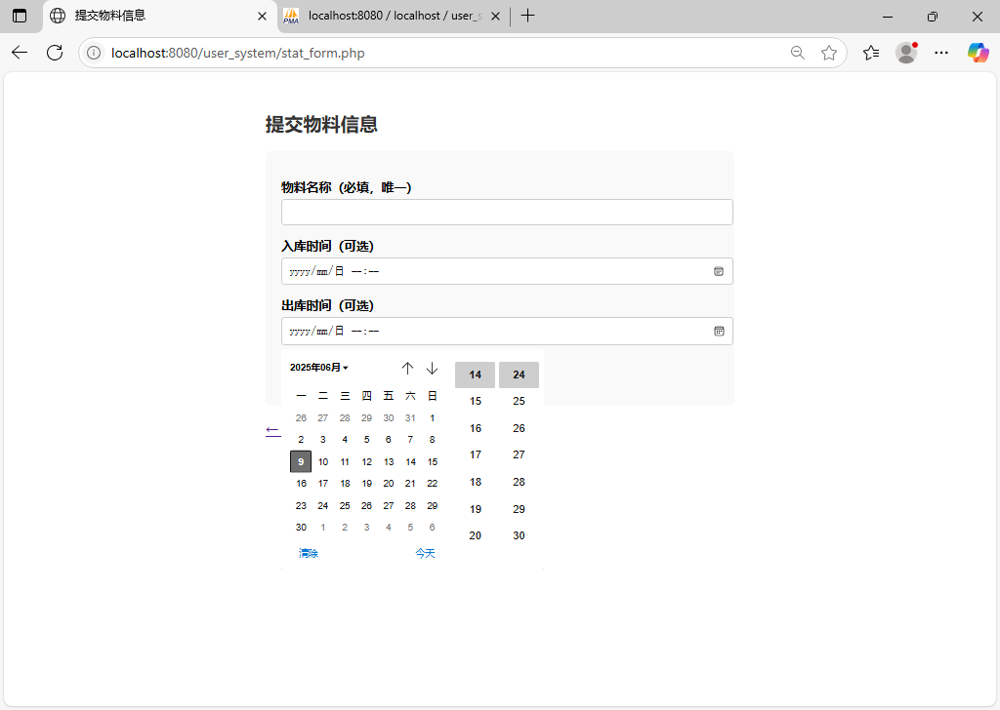 提交物料信息
localhost:8080 / localhost / user_s
localhost:8080/user_system/stat_form.php
提交物料信息
物料名称（必填，唯一）
入库时间（可选）
yyyy/mm/日 --:--
出库时间（可选）
yyyy/mm/日 --:--
2025年06月
14 24
一 二 三 四 五 六 日
15 25
26 27 28 29 30 31 1
16 26
2 3 4 5 6 7 8
17 27
9 10 11 12 13 14 15
18 28
16 17 18 19 20 21 22
19 29
23 24 25 26 27 28 29
20 30
30 1 2 3 4 5 6
清除 今天
←